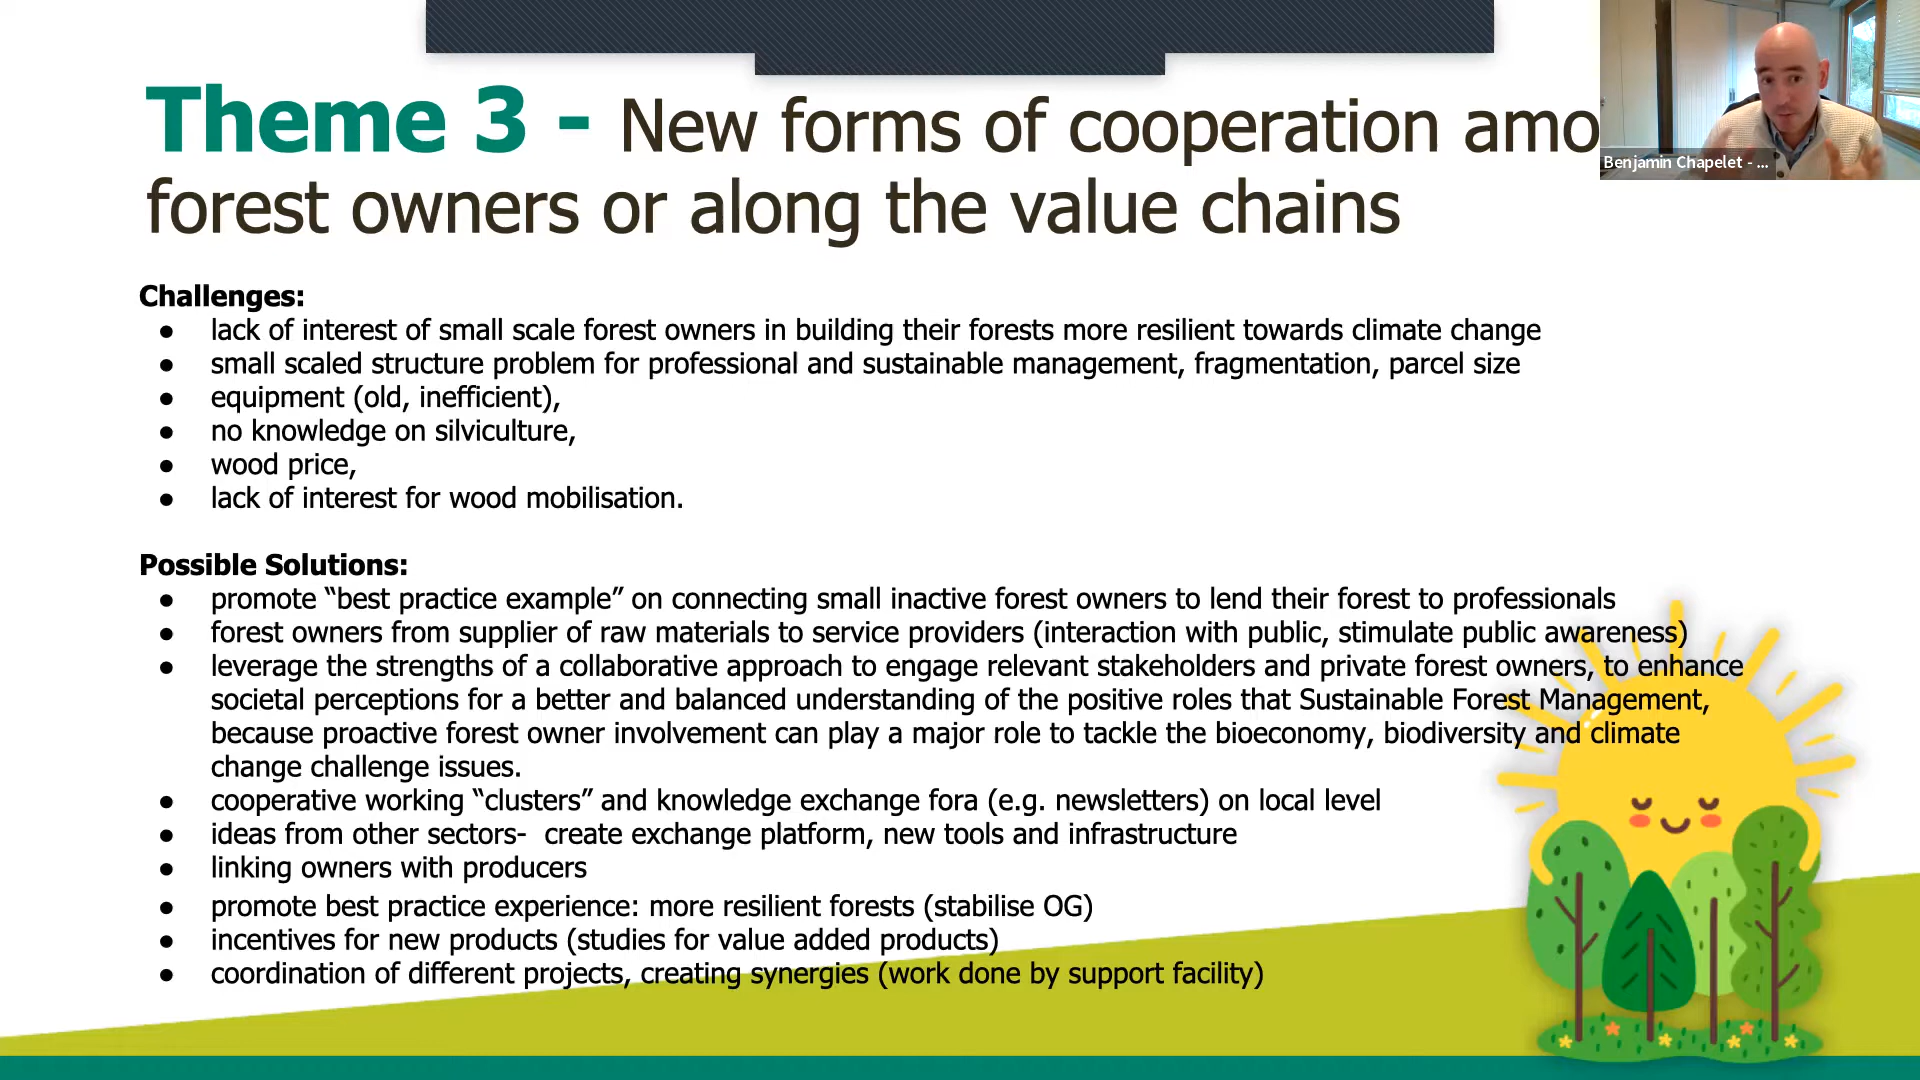 Theme 3 - New forms of cooperation amo
forest owners or along the value chains
Benjamin Chapelet - ...
Challenges:
● lack of interest of small scale forest owners in building their forests more resilient towards climate change
● small scaled structure problem for professional and sustainable management, fragmentation, parcel size
● equipment (old, inefficient),
● no knowledge on silviculture,
● wood price,
● lack of interest for wood mobilisation.
Possible Solutions:
● promote “best practice example” on connecting small inactive forest owners to lend their forest to professionals
● forest owners from supplier of raw materials to service providers (interaction with public, stimulate public awareness)
● leverage the strengths of a collaborative approach to engage relevant stakeholders and private forest owners, to enhance
societal perceptions for a better and balanced understanding of the positive roles that Sustainable Forest Management,
because proactive forest owner involvement can play a major role to tackle the bioeconomy, biodiversity and climate
change challenge issues.
● cooperative working “clusters” and knowledge exchange fora (e.g. newsletters) on local level
● ideas from other sectors- create exchange platform, new tools and infrastructure
● linking owners with producers
● promote best practice experience: more resilient forests (stabilise OG)
● incentives for new products (studies for value added products)
● coordination of different projects, creating synergies (work done by support facility)